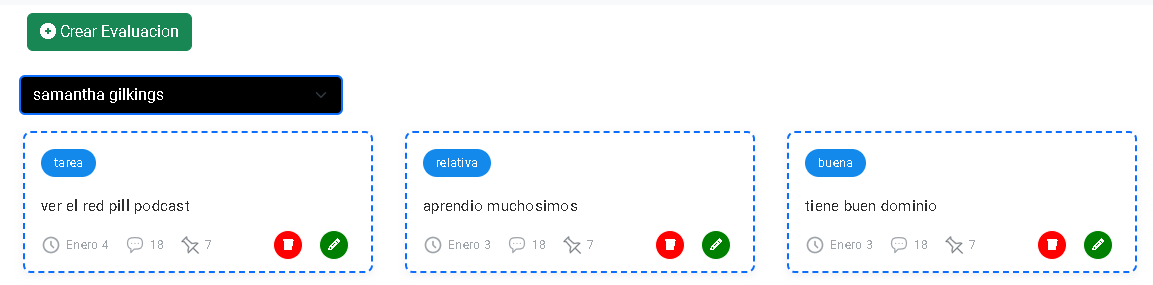 Crear Evaluacion
samantha gilkings
tarea
ver el red pill podcast
Enero 4 18 7
relativa
aprendio muchosimos
Enero 3 18 7
buena
tiene buen dominio
Enero 3 18 7